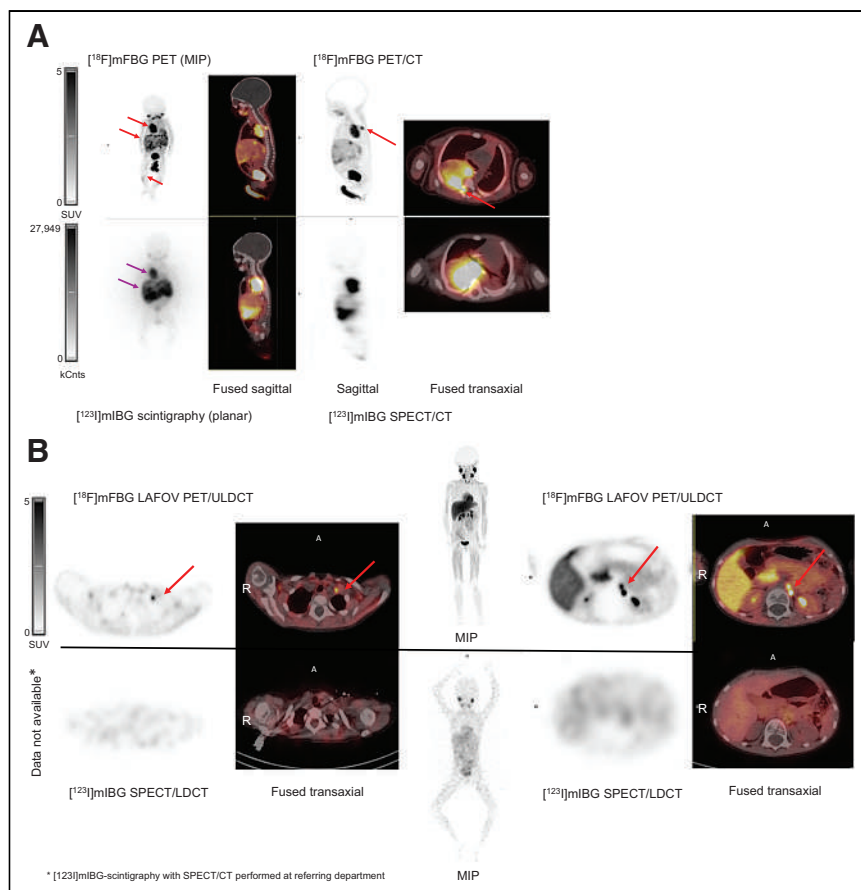 A
[¹⁸F]mFBG PET (MIP)
[¹⁸F]mFBG PET/CT
5
0
SUV
27,949
0
kCnts
Fused sagittal
Sagittal
Fused transaxial
[¹²³I]mIBG scintigraphy (planar)
[¹²³I]mIBG SPECT/CT
B
5
0
SUV
[¹⁸F]mFBG LAFOV PET/ULDCT
[¹⁸F]mFBG LAFOV PET/ULDCT
A
R
MIP
A
R
Data not available*
A
R
A
R
[¹²³I]mIBG SPECT/LDCT
Fused transaxial
[¹²³I]mIBG SPECT/LDCT
Fused transaxial
MIP
* [123I]mIBG-scintigraphy with SPECT/CT performed at referring department